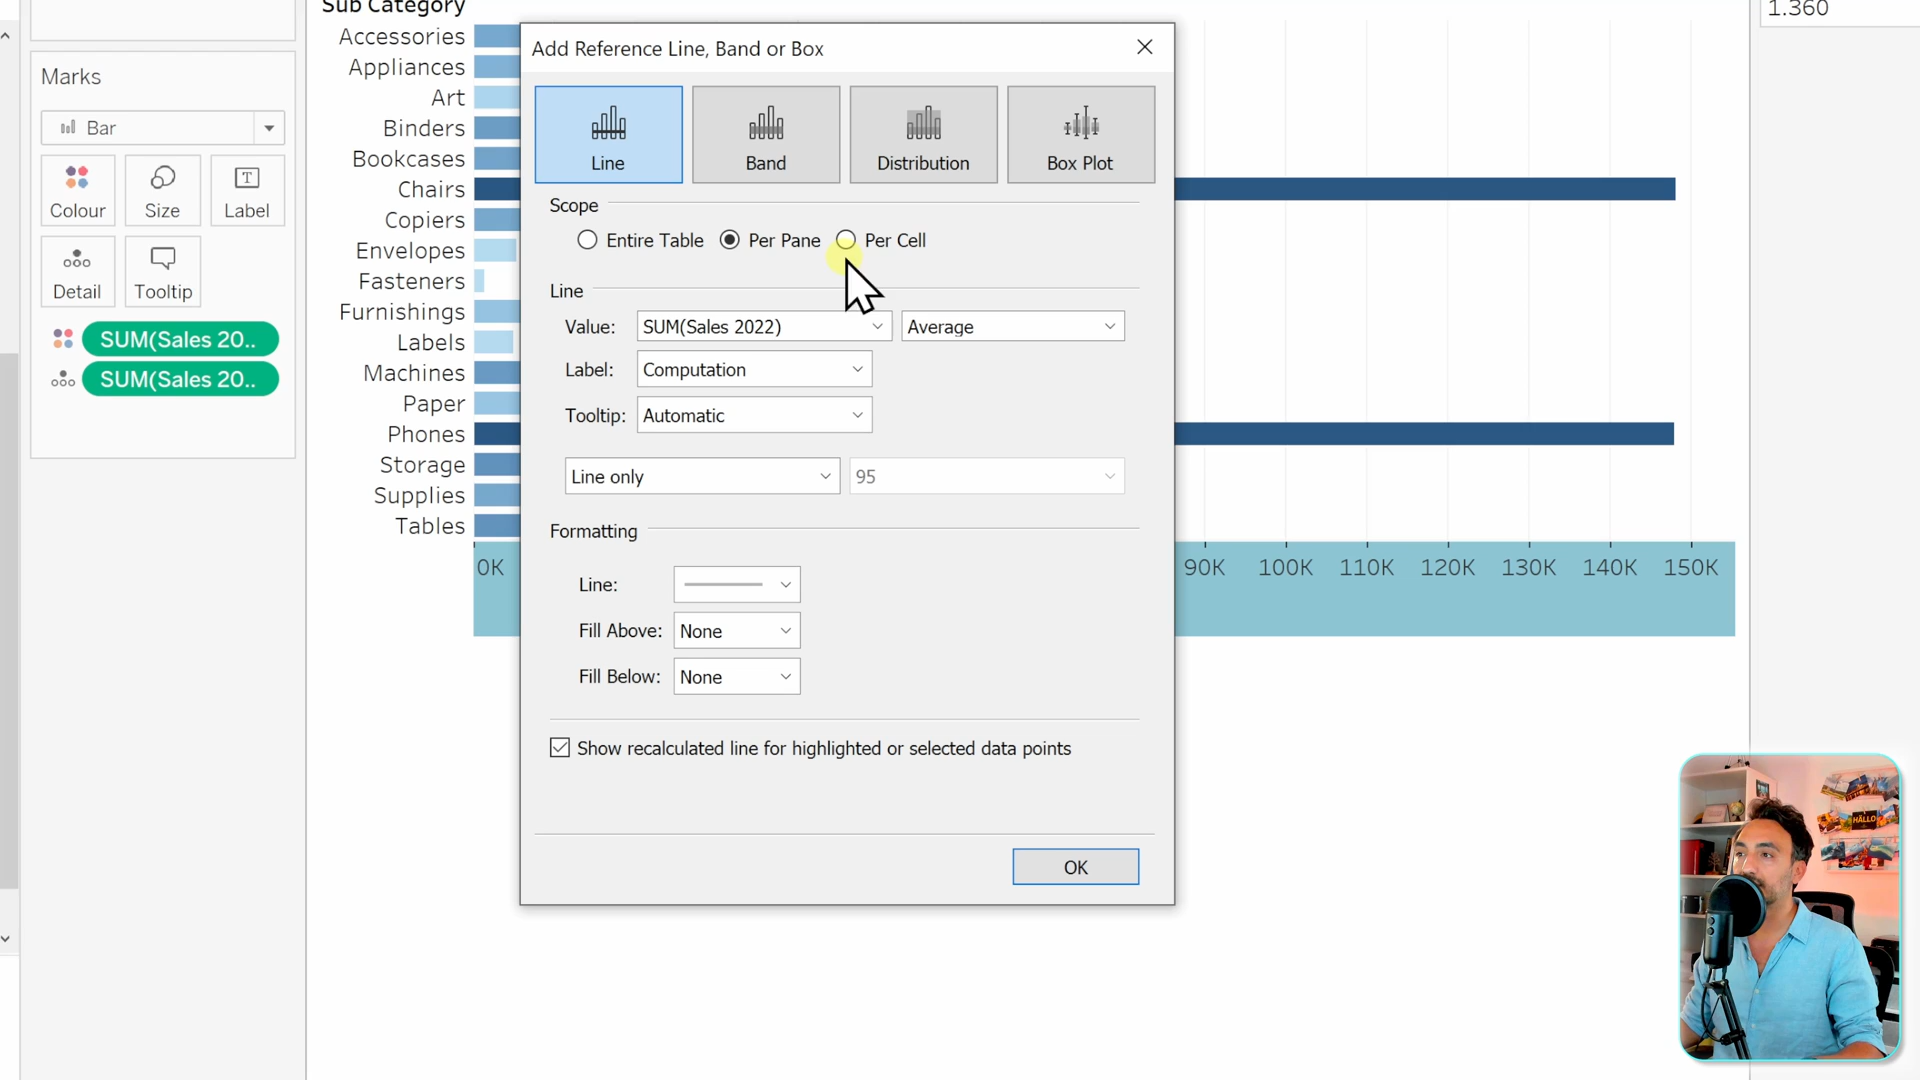 Sub Category
1.360
Accessories
Appliances
Art
Binders
Bookcases
Chairs
Copiers
Envelopes
Fasteners
Furnishings
Labels
Machines
Paper
Phones
Storage
Supplies
Tables
Marks
Bar
Colour
Size
Label
Detail
Tooltip
SUM(Sales 20..
SUM(Sales 20..
Add Reference Line, Band or Box
Line
Band
Distribution
Box Plot
Scope
Entire Table
Per Pane
Per Cell
Line
Value: SUM(Sales 2022) Average
Label: Computation
Tooltip: Automatic
Line only 95
Formatting
Line:
Fill Above: None
Fill Below: None
Show recalculated line for highlighted or selected data points
OK
0K 90K 100K 110K 120K 130K 140K 150K
HALLO